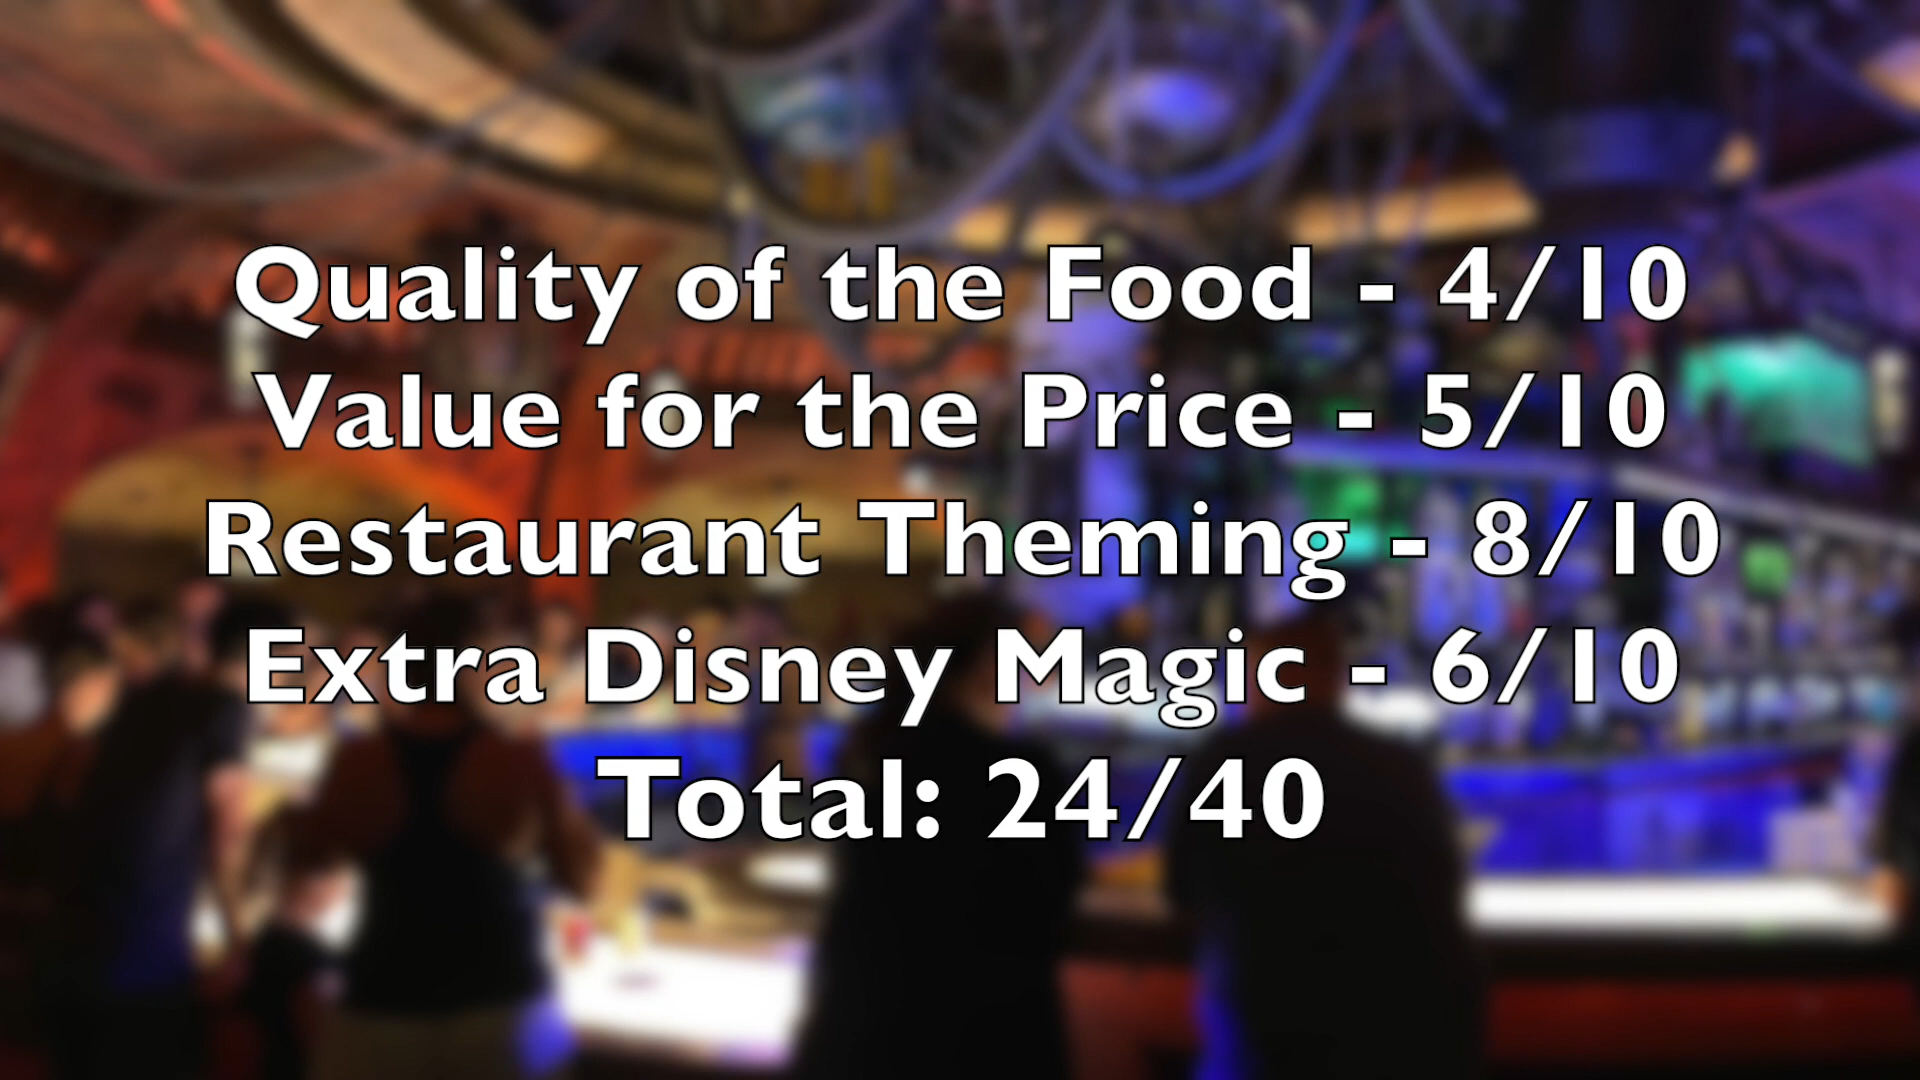 Quality of the Food - 4/10
Value for the Price - 5/10
Restaurant Theming - 8/10
Extra Disney Magic - 6/10
Total: 24/40